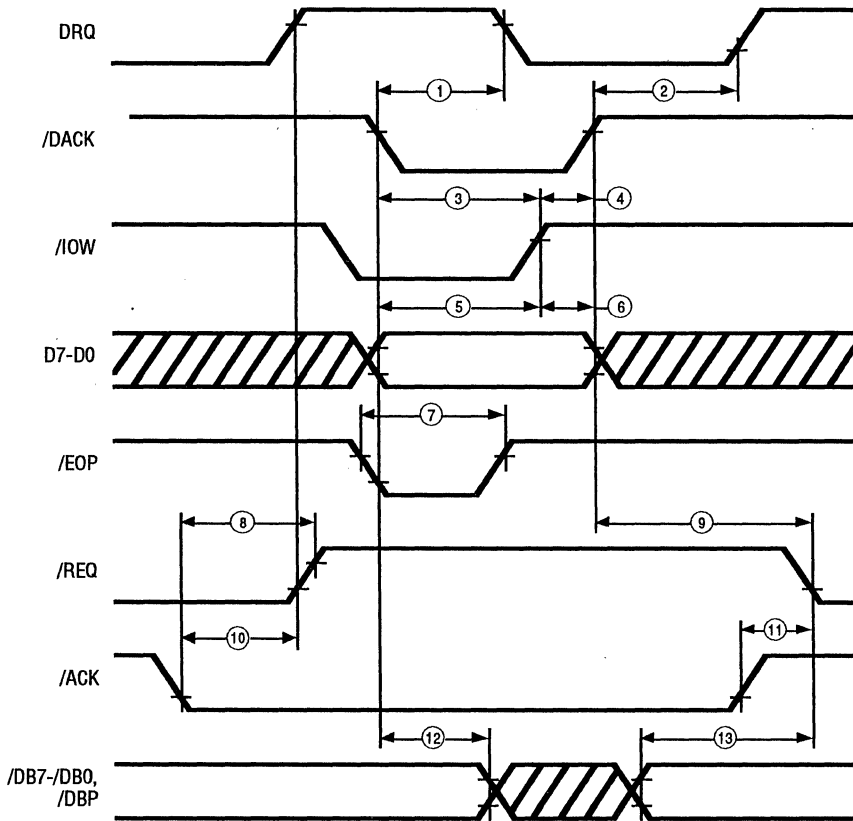 DRQ
① ②
/DACK
③ ④
/IOW
⑤ ⑥
D7-D0
⑦
/EOP
⑧ ⑨
/REQ
⑩ ⑪
/ACK
⑫ ⑬
/DB7-/DB0,
/DBP